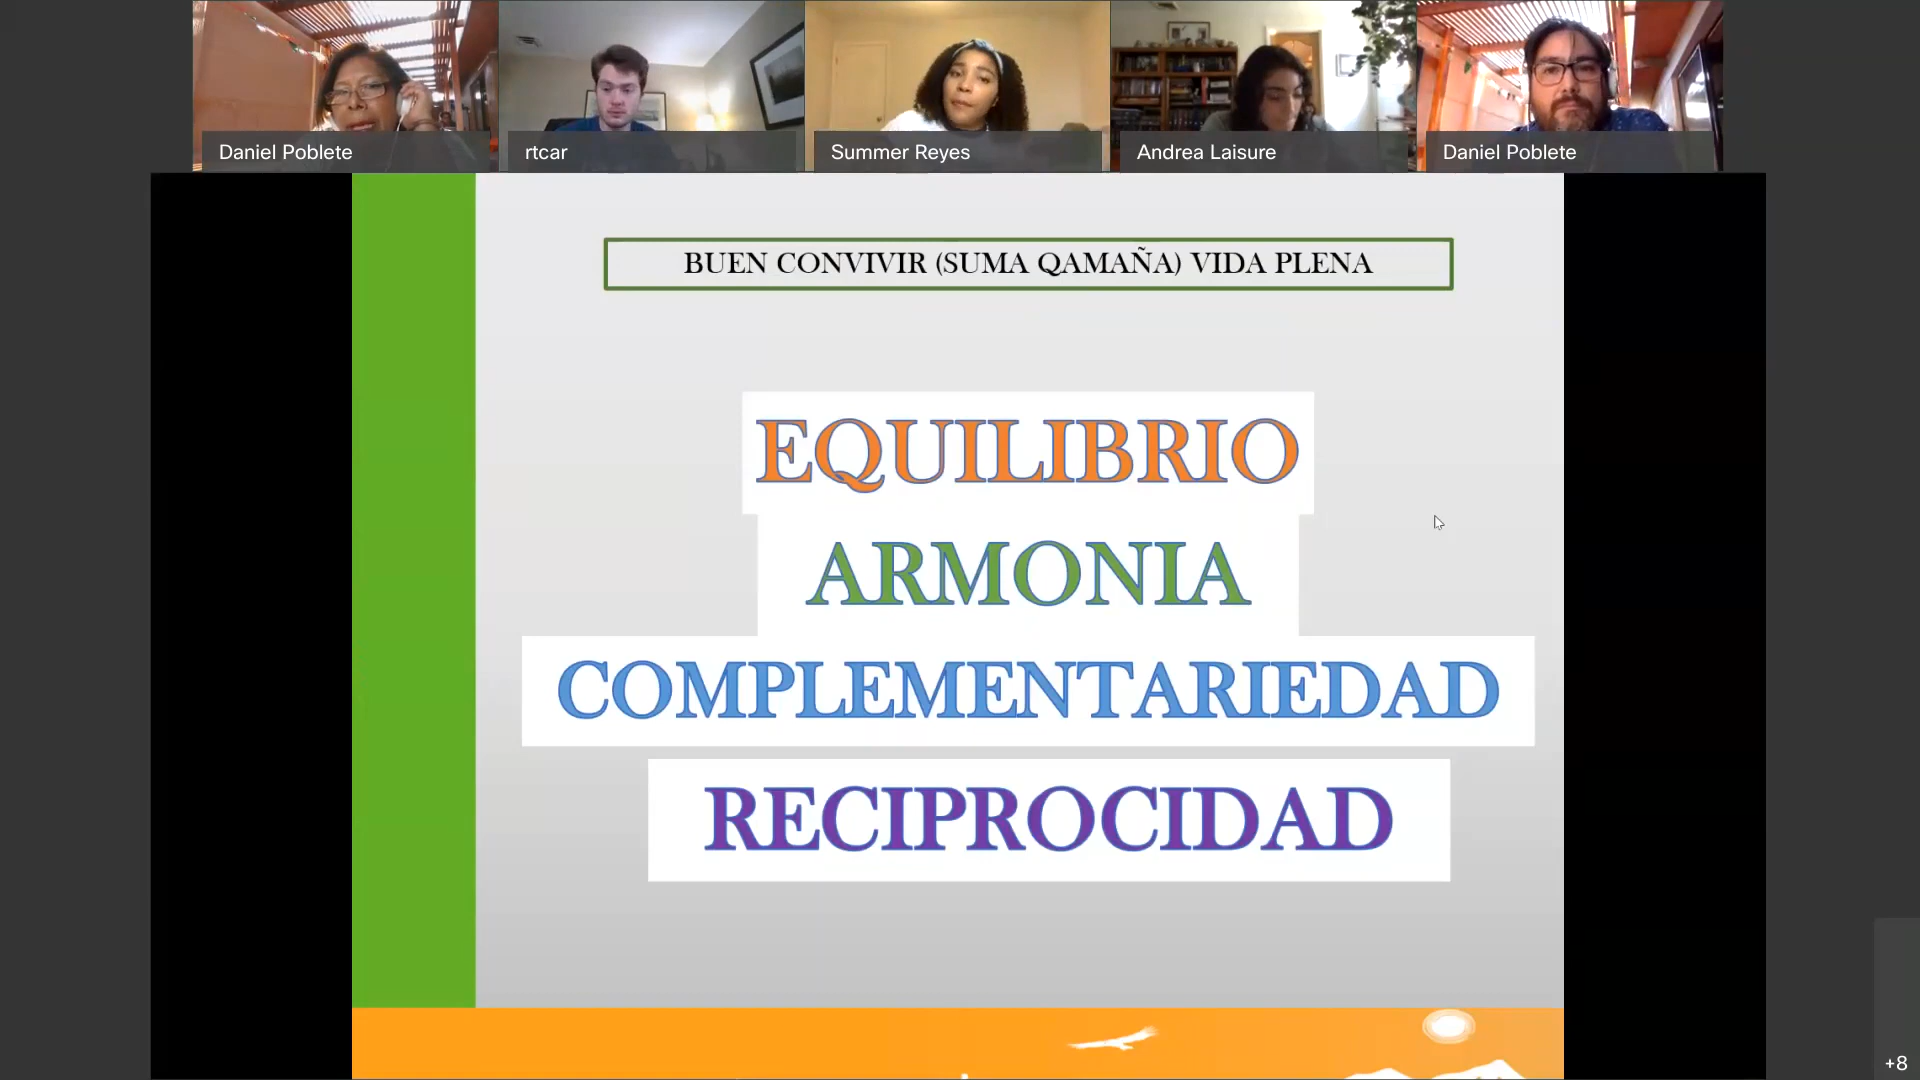 Daniel Poblete
rtcar
Summer Reyes
Andrea Laisure
Daniel Poblete
BUEN CONVIVIR (SUMA QAMAÑA) VIDA PLENA
EQUILIBRIO
ARMONIA
COMPLEMENTARIEDAD
RECIPROCIDAD
+8